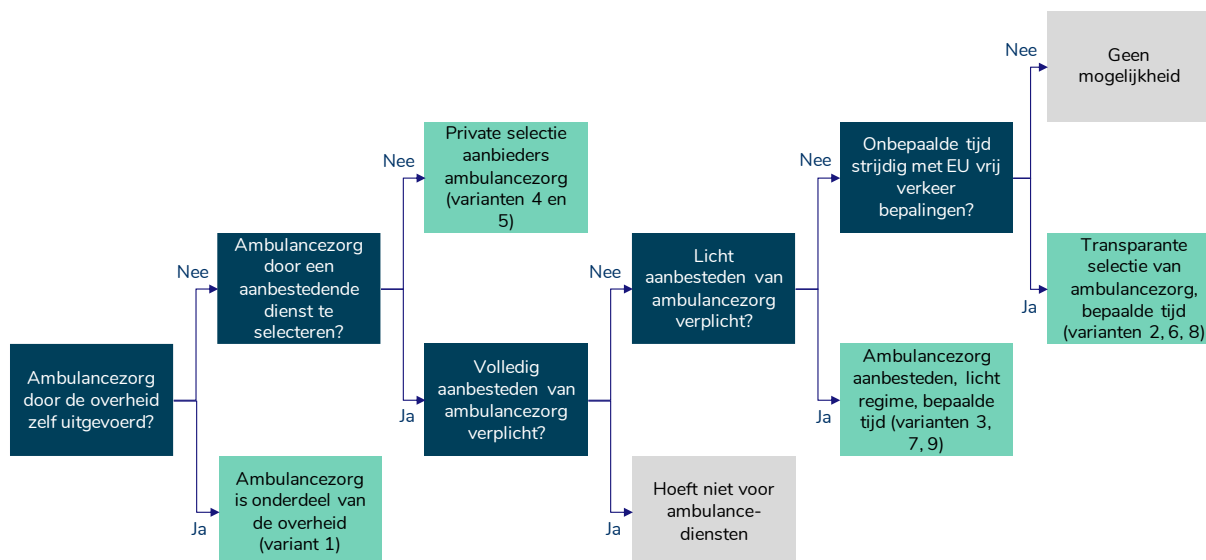 Ambulancezorg
door de overheid
zelf uitgevoerd?
Nee
Ja
Ambulancezorg
door een
aanbestedende
dienst te
selecteren?
Ambulancezorg
is onderdeel van
de overheid
(variant 1)
Nee
Ja
Private selectie
aanbieders
ambulancezorg
(varianten 4 en
5)
Volledig
aanbesteden van
ambulancezorg
verplicht?
Nee
Ja
Licht
aanbesteden van
ambulancezorg
verplicht?
Hoeft niet voor
ambulance-
diensten
Nee
Ja
Onbepaalde tijd
strijdig met EU vrij
verkeer
bepalingen?
Ambulancezorg
aanbesteden, licht
regime, bepaalde
tijd (varianten 3,
7, 9)
Nee
Ja
Geen
mogelijkheid
Transparante
selectie van
ambulancezorg,
bepaalde tijd
(varianten 2, 6, 8)